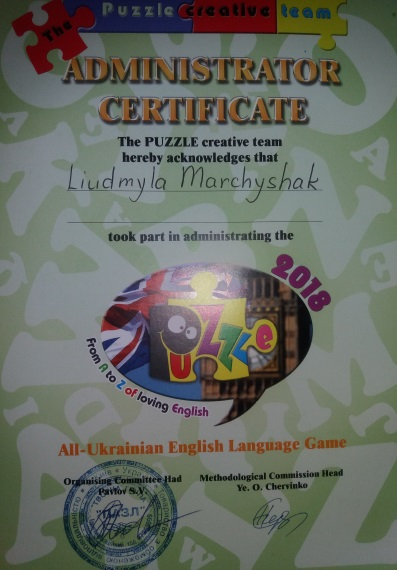 The Puzzle creative team
ADMINISTRATOR
CERTIFICATE
The PUZZLE creative team
hereby acknowledges that
Liudmyla Marchyshak
took part in administrating the
2018
PUZZLE
From A to Z of loving English
All-Ukrainian English Language Game
Organising Committee Had
Pavlov S.V.
Methodological Commission Head
Ye. O. Chervinko
"ПАЗЛ"